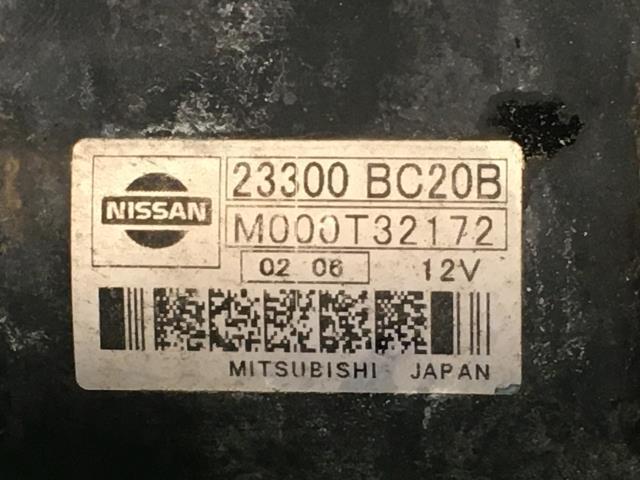 NISSAN
23300 BC20B
M000T32172
02 06 12V
MITSUBISHI JAPAN